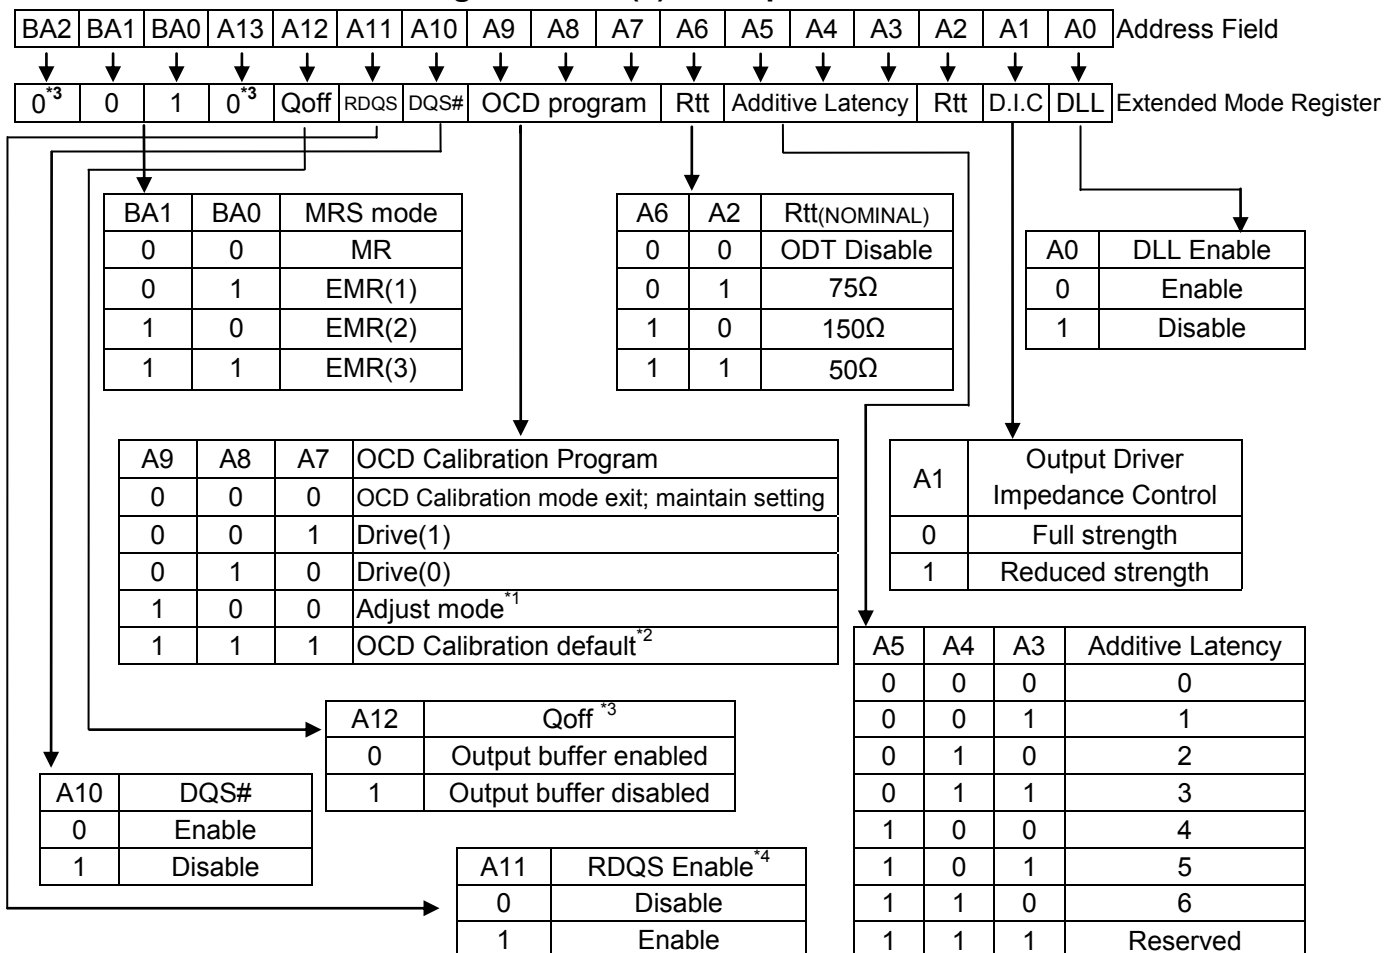 BA2 BA1 BA0 A13 A12 A11 A10 A9 A8 A7 A6 A5 A4 A3 A2 A1 A0 Address Field
0*3 0 1 0*3 Qoff RDQS DQS# OCD program Rtt Additive Latency Rtt D.I.C DLL Extended Mode Register
BA1 BA0 MRS mode
0 0 MR
0 1 EMR(1)
1 0 EMR(2)
1 1 EMR(3)
A6 A2 Rtt(NOMINAL)
0 0 ODT Disable
0 1 75Ω
1 0 150Ω
1 1 50Ω
A0 DLL Enable
0 Enable
1 Disable
A9 A8 A7 OCD Calibration Program
0 0 0 OCD Calibration mode exit; maintain setting
0 0 1 Drive(1)
0 1 0 Drive(0)
1 0 0 Adjust mode*1
1 1 1 OCD Calibration default*2
A1 Output Driver
Impedance Control
0 Full strength
1 Reduced strength
A5 A4 A3 Additive Latency
0 0 0 0
0 0 1 1
0 1 0 2
0 1 1 3
1 0 0 4
1 0 1 5
1 1 0 6
1 1 1 Reserved
A12 Qoff *3
0 Output buffer enabled
1 Output buffer disabled
A10 DQS#
0 Enable
1 Disable
A11 RDQS Enable*4
0 Disable
1 Enable